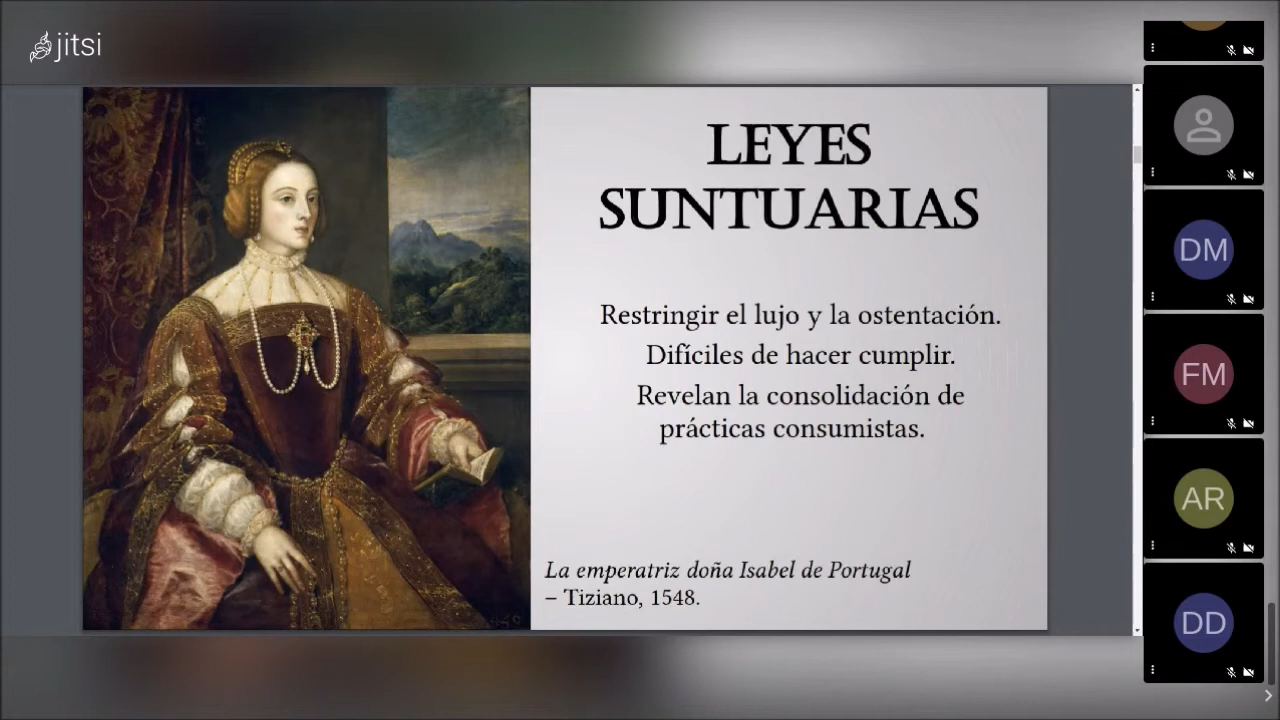 jitsi
LEYES
SUNTUARIAS
Restringir el lujo y la ostentación.
Difíciles de hacer cumplir.
Revelan la consolidación de
prácticas consumistas.
La emperatriz doña Isabel de Portugal
– Tiziano, 1548.
DM
FM
AR
DD